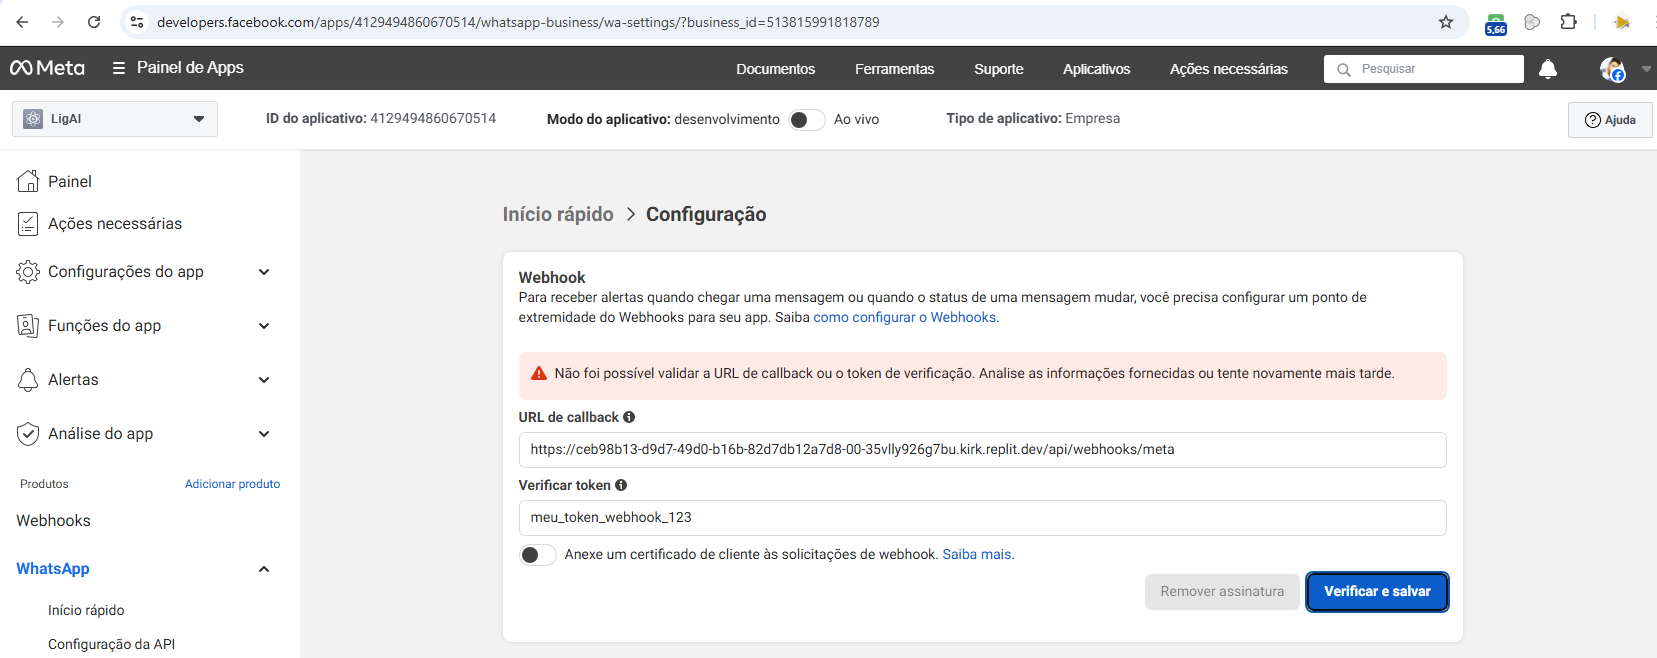 developers.facebook.com/apps/4129494860670514/whatsapp-business/wa-settings/?business_id=513815991818789
5,66
Meta
Painel de Apps
Documentos
Ferramentas
Suporte
Aplicativos
Ações necessárias
Pesquisar
LigAI
ID do aplicativo: 4129494860670514
Modo do aplicativo: desenvolvimento
Ao vivo
Tipo de aplicativo: Empresa
Ajuda
Painel
Ações necessárias
Configurações do app
Funções do app
Alertas
Análise do app
Produtos
Adicionar produto
Webhooks
WhatsApp
Início rápido
Configuração da API
Início rápido > Configuração
Webhook
Para receber alertas quando chegar uma mensagem ou quando o status de uma mensagem mudar, você precisa configurar um ponto de
extremidade do Webhooks para seu app. Saiba como configurar o Webhooks.
Não foi possível validar a URL de callback ou o token de verificação. Analise as informações fornecidas ou tente novamente mais tarde.
URL de callback
https://ceb98b13-d9d7-49d0-b16b-82d7db12a7d8-00-35vlly926g7bu.kirk.replit.dev/api/webhooks/meta
Verificar token
meu_token_webhook_123
Anexe um certificado de cliente às solicitações de webhook. Saiba mais.
Remover assinatura
Verificar e salvar